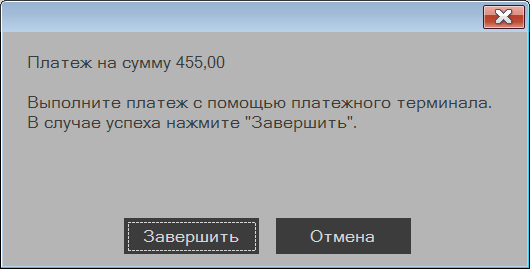 Платеж на сумму 455,00
Выполните платеж с помощью платежного терминала.
В случае успеха нажмите "Завершить".
Завершить
Отмена